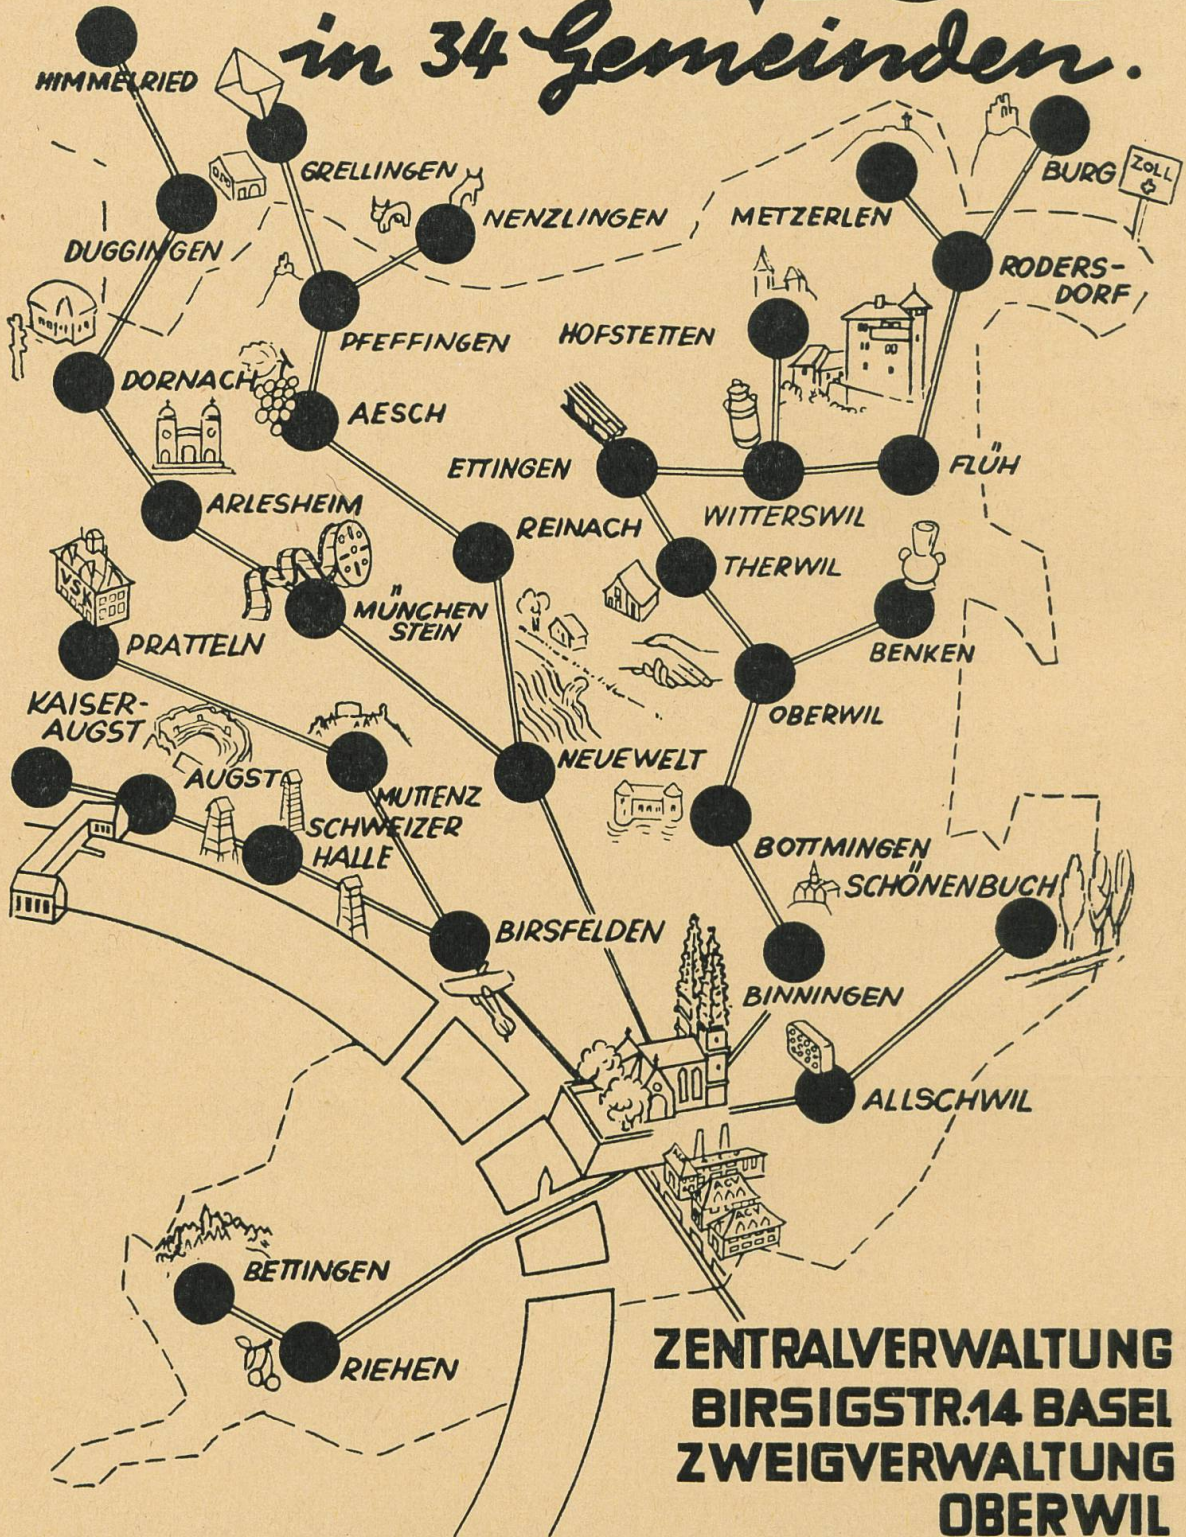 in 34 Gemeinden.
HIMMELRIED
GRELLINGEN
BURG
ZOLL
NENZLINGEN
METZERLEN
DUGGINGEN
RODERS-
DORF
HOFSTETTEN
PFEFFINGEN
DORNACH
AESCH
ETTINGEN
FLÜH
ARLESHEIM
WITTERSWIL
REINACH
THERWIL
VSK
MÜNCHEN
STEIN
PRATTELN
BENKEN
KAISER-
AUGST
OBERWIL
NEUEWELT
AUGST
MUTTENZ
SCHWEIZER
HALLE
BOTTMINGEN
SCHÖNENBUCH
BIRSFELDEN
BINNINGEN
ALLSCHWIL
ACV
ACV
BETTINGEN
RIEHEN
ZENTRALVERWALTUNG
BIRSIGSTR.14 BASEL
ZWEIGVERWALTUNG
OBERWIL